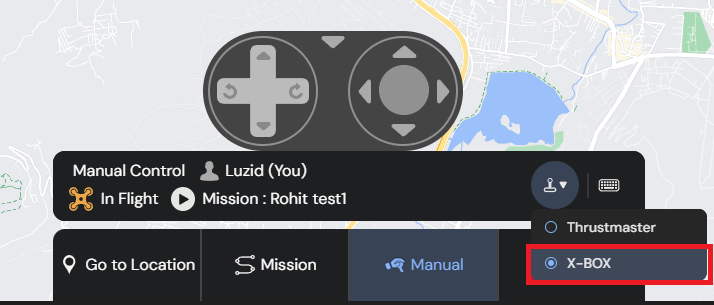 Manual Control Luzid (You)
In Flight Mission : Rohit test1
Thrustmaster
X-BOX
Go to Location Mission Manual